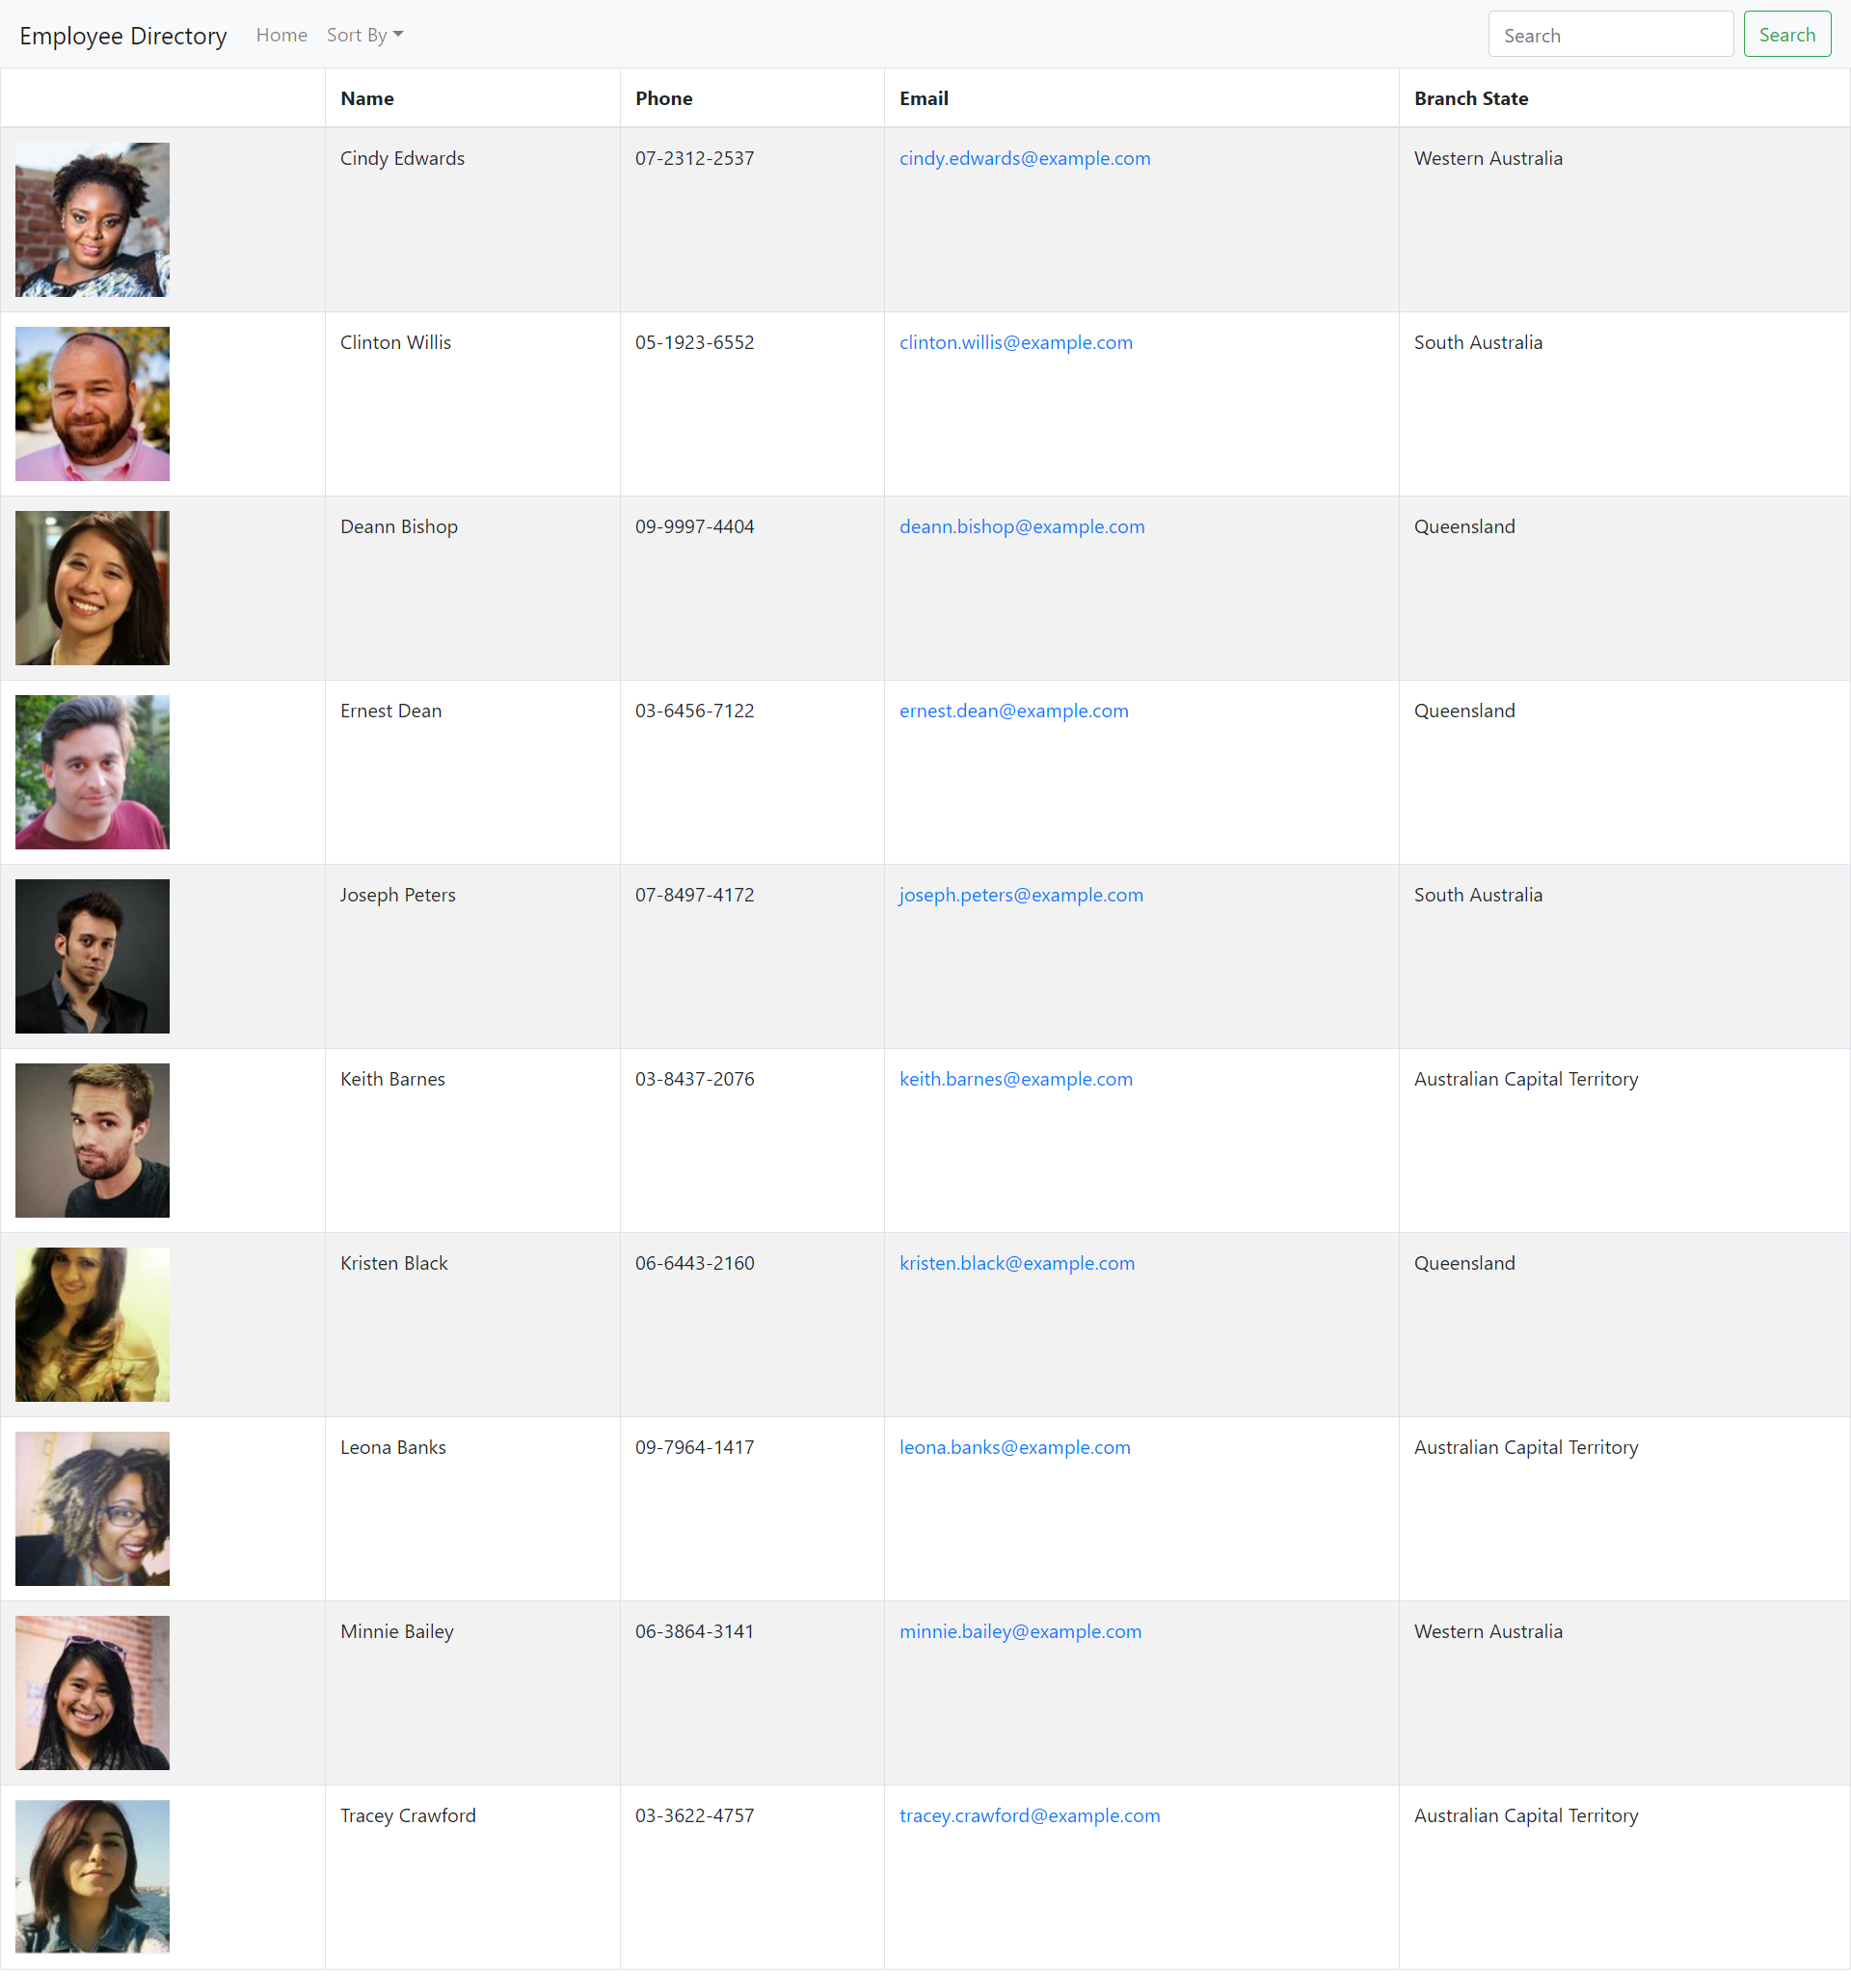 Employee Directory Home Sort By Search Search
Name Phone Email Branch State
Cindy Edwards 07-2312-2537 cindy.edwards@example.com Western Australia
Clinton Willis 05-1923-6552 clinton.willis@example.com South Australia
Deann Bishop 09-9997-4404 deann.bishop@example.com Queensland
Ernest Dean 03-6456-7122 ernest.dean@example.com Queensland
Joseph Peters 07-8497-4172 joseph.peters@example.com South Australia
Keith Barnes 03-8437-2076 keith.barnes@example.com Australian Capital Territory
Kristen Black 06-6443-2160 kristen.black@example.com Queensland
Leona Banks 09-7964-1417 leona.banks@example.com Australian Capital Territory
Minnie Bailey 06-3864-3141 minnie.bailey@example.com Western Australia
Tracey Crawford 03-3622-4757 tracey.crawford@example.com Australian Capital Territory